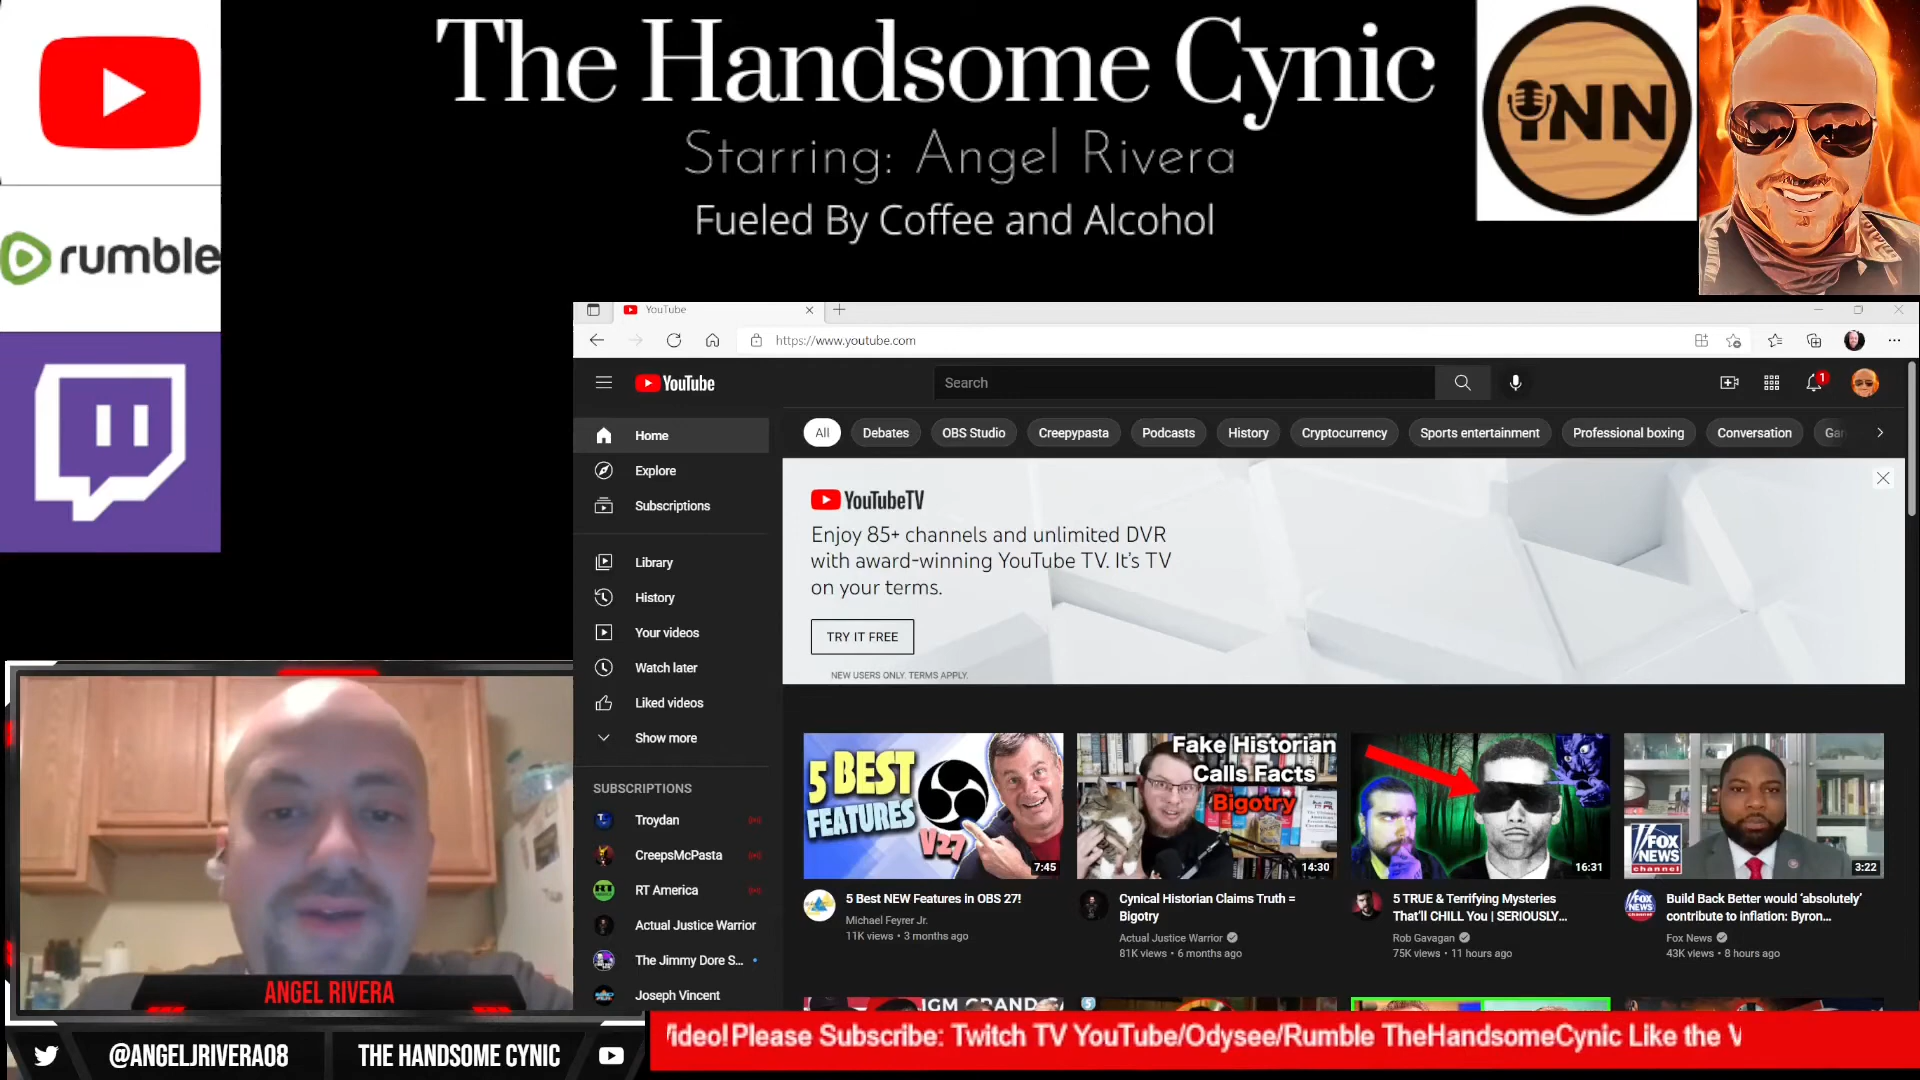 The Handsome Cynic
Starring: Angel Rivera
Fueled By Coffee and Alcohol
iNN
rumble
YouTube
https://www.youtube.com
YouTube
Search
1
Home
Explore
Subscriptions
Library
History
Your videos
Watch later
Liked videos
Show more
SUBSCRIPTIONS
Troydan
CreepsMcPasta
RT America
Actual Justice Warrior
The Jimmy Dore S...
Joseph Vincent
All
Debates
OBS Studio
Creepypasta
Podcasts
History
Cryptocurrency
Sports entertainment
Professional boxing
Conversation
YouTubeTV
Enjoy 85+ channels and unlimited DVR
with award-winning YouTube TV. It's TV
on your terms.
TRY IT FREE
NEW USERS ONLY. TERMS APPLY.
5 BEST
FEATURES
V27
7:45
5 Best NEW Features in OBS 27!
Michael Feyrer Jr.
11K views • 3 months ago
Fake Historian
Calls Facts
'Bigotry
14:30
Cynical Historian Claims Truth =
Bigotry
Actual Justice Warrior
81K views • 6 months ago
16:31
5 TRUE & Terrifying Mysteries
That'll CHILL You | SERIOUSLY...
Rob Gavagan
75K views • 11 hours ago
FOX
NEWS
channel
3:22
Build Back Better would 'absolutely'
contribute to inflation: Byron...
Fox News
43K views • 8 hours ago
ANGEL RIVERA
@ANGELJRIVERA08
THE HANDSOME CYNIC
Video! Please Subscribe: Twitch TV YouTube/Odysee/Rumble TheHandsomeCynic Like the V